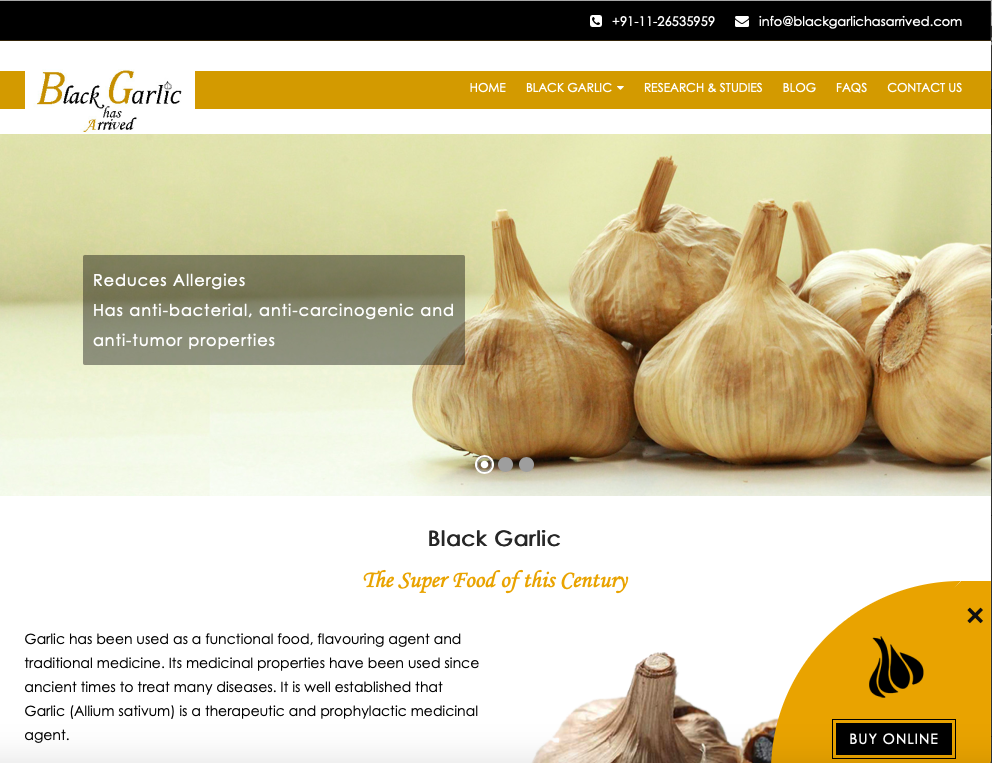 +91-11-26535959 info@blackgarlichasarrived.com
Black Garlic
has
Arrived
HOME BLACK GARLIC RESEARCH & STUDIES BLOG FAQS CONTACT US
Reduces Allergies
Has anti-bacterial, anti-carcinogenic and
anti-tumor properties
Black Garlic
The Super Food of this Century
Garlic has been used as a functional food, flavouring agent and
traditional medicine. Its medicinal properties have been used since
ancient times to treat many diseases. It is well established that
Garlic (Allium sativum) is a therapeutic and prophylactic medicinal
agent.
BUY ONLINE